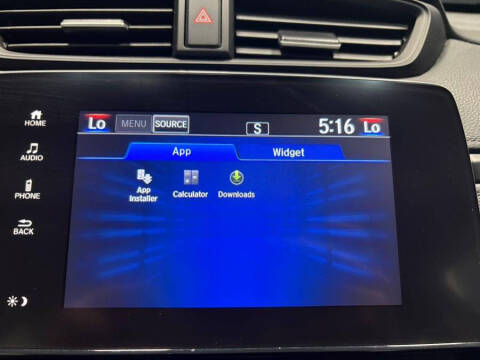 HOME
AUDIO
PHONE
BACK
Lo MENU SOURCE S 5:16 Lo
App Widget
App Installer Calculator Downloads